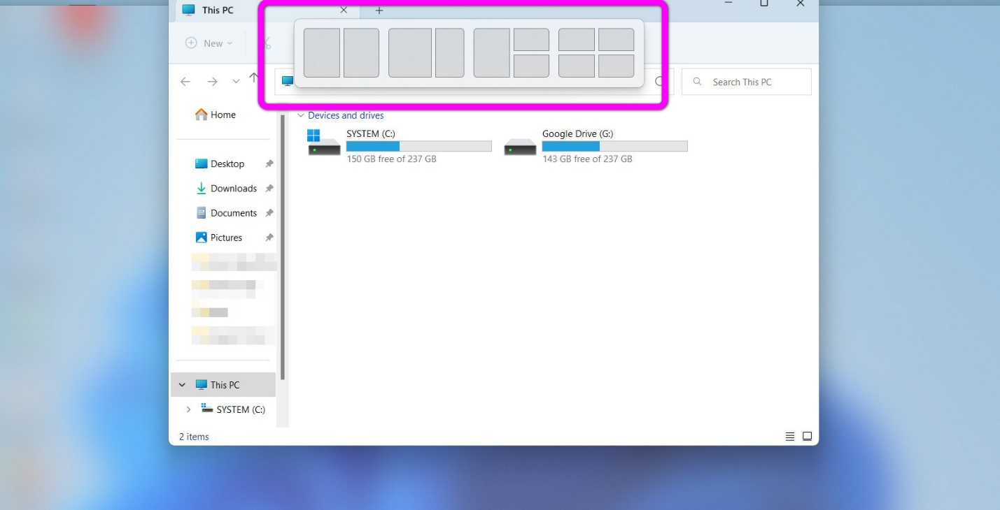 This PC
New
Search This PC
Home
Devices and drives
SYSTEM (C:)
150 GB free of 237 GB
Google Drive (G:)
143 GB free of 237 GB
Desktop
Downloads
Documents
Pictures
This PC
SYSTEM (C:)
2 items